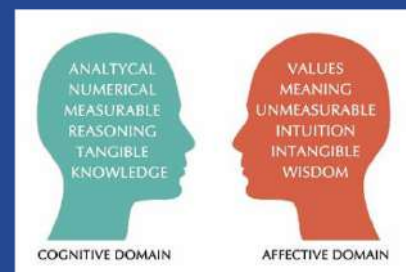 ANALTYCAL
NUMERICAL
MEASURABLE
REASONING
TANGIBLE
KNOWLEDGE
COGNITIVE DOMAIN
VALUES
MEANING
UNMEASURABLE
INTUITION
INTANGIBLE
WISDOM
AFFECTIVE DOMAIN